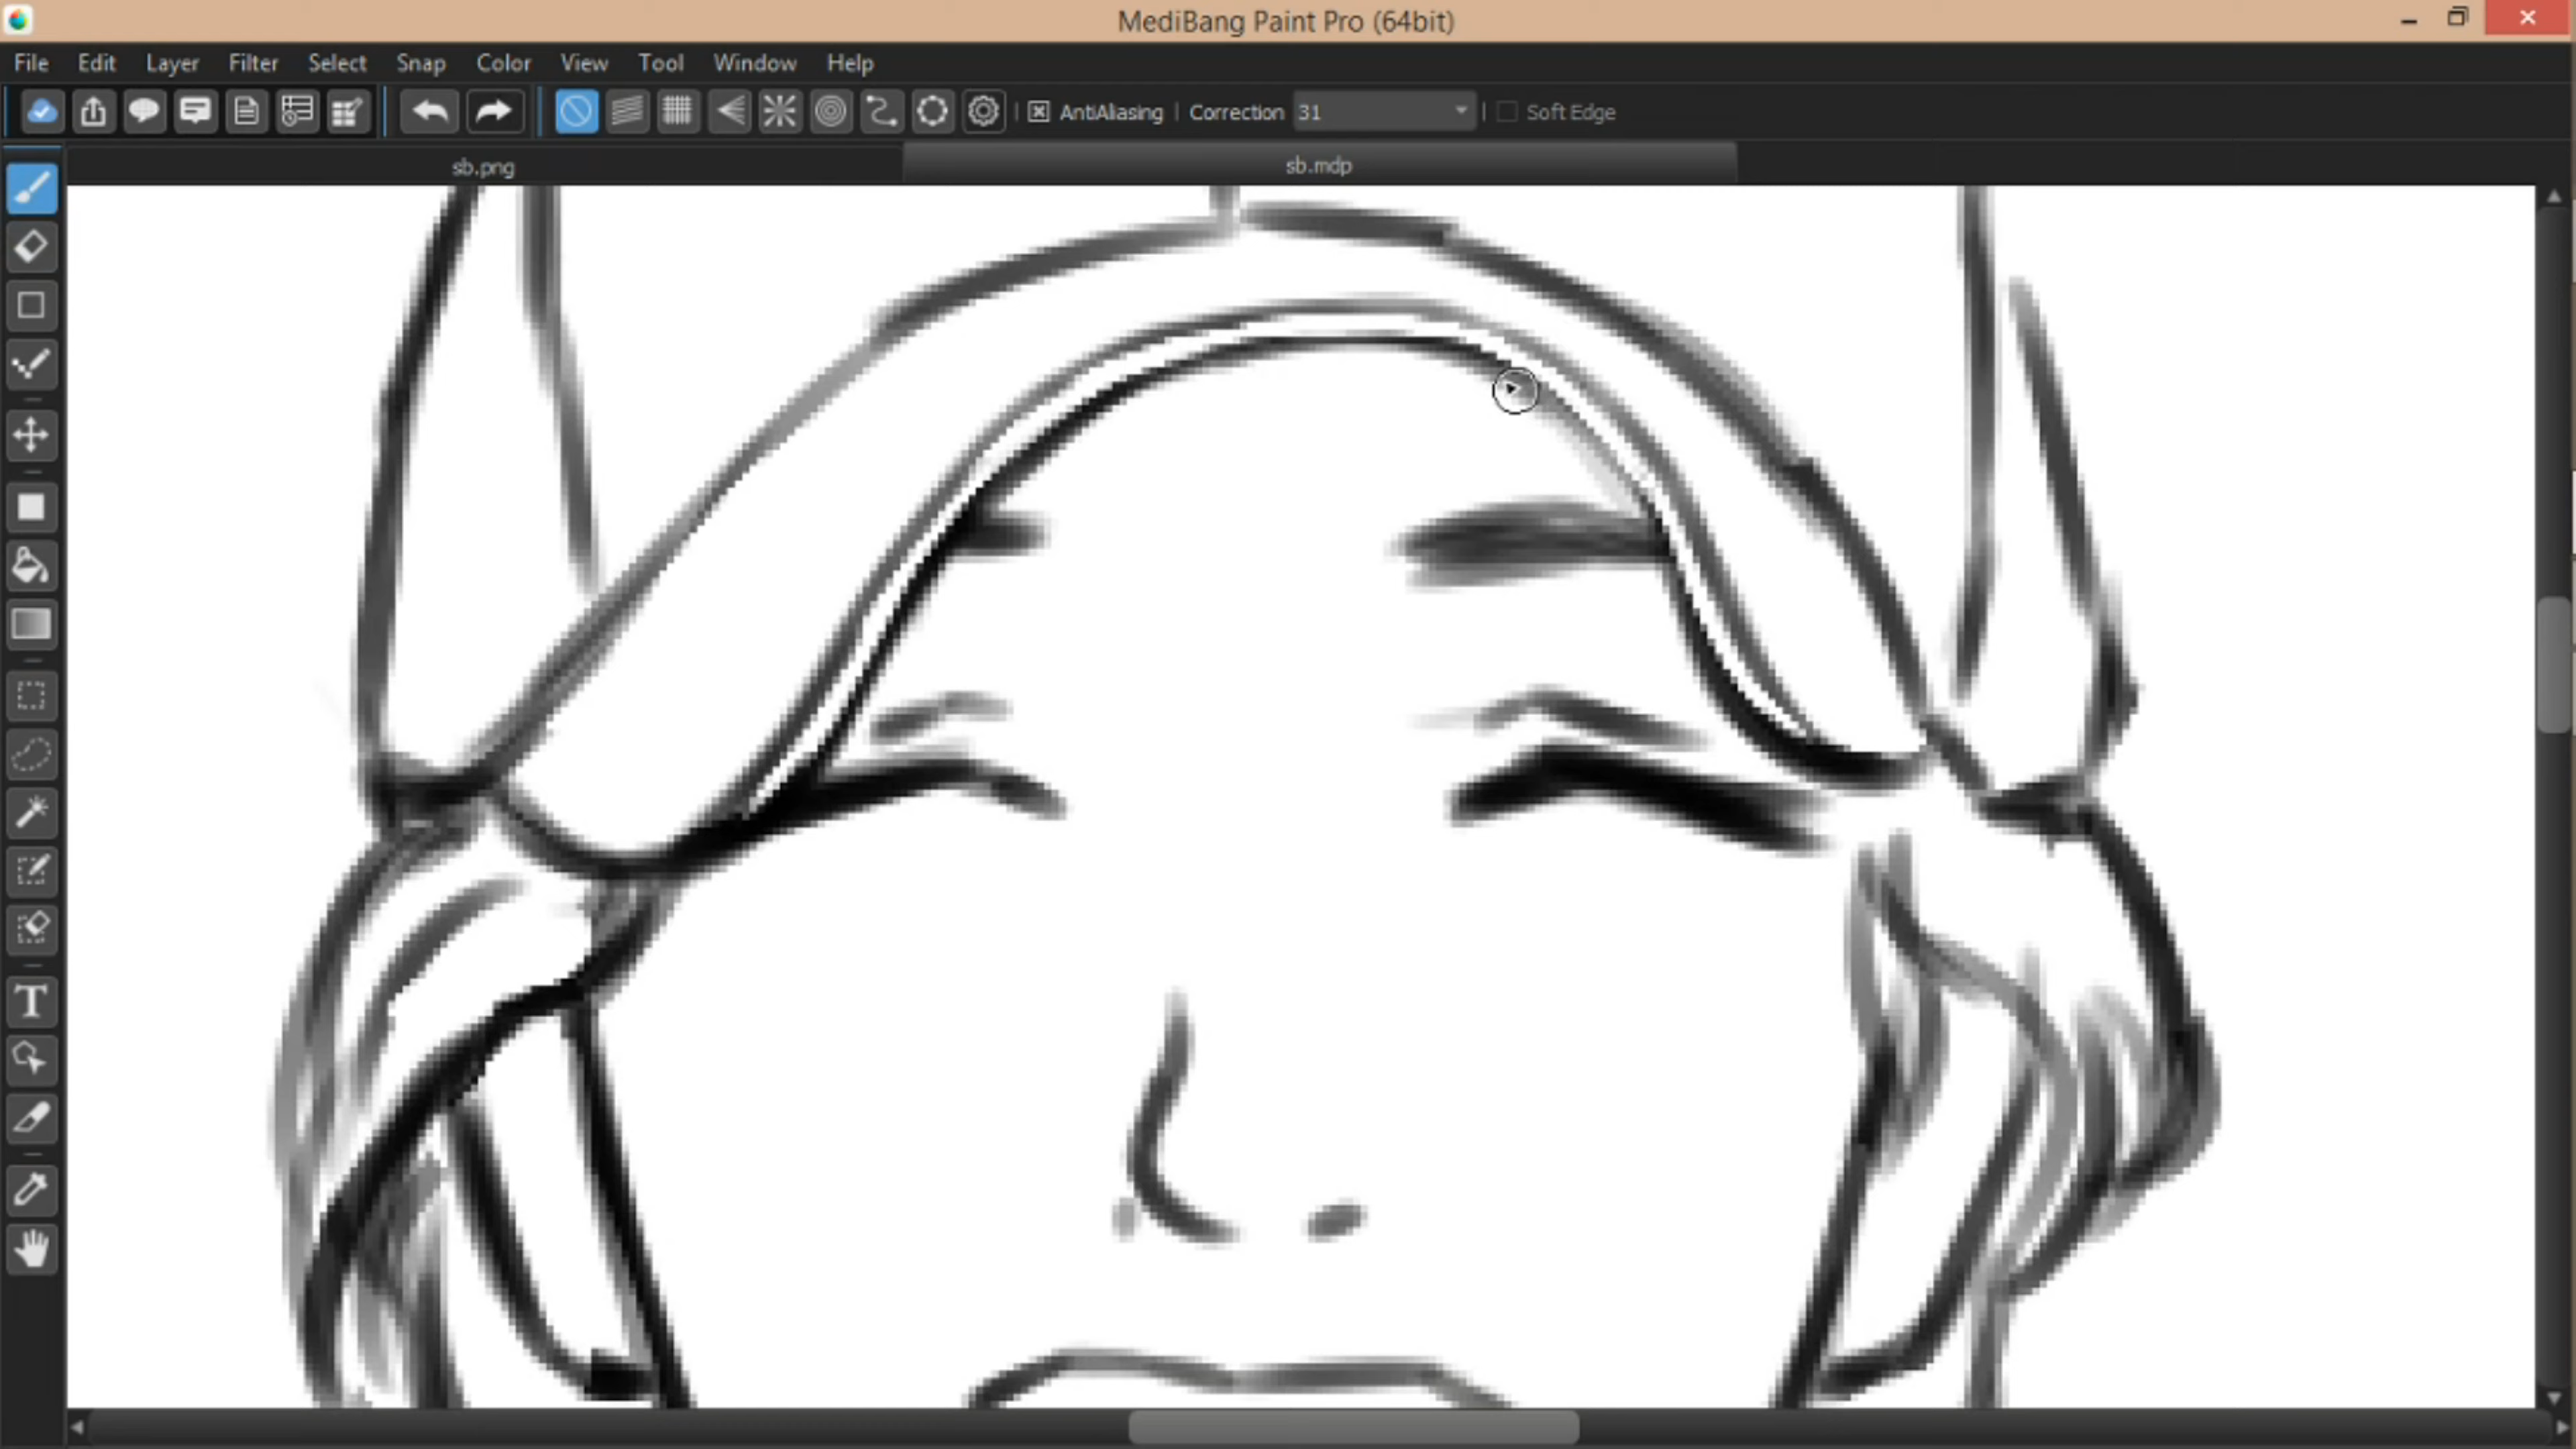 MediBang Paint Pro (64bit)
File Edit Layer Filter Select Snap Color View Tool Window Help
AntiAliasing Correction 31 Soft Edge
sb.png sb.mdp
T